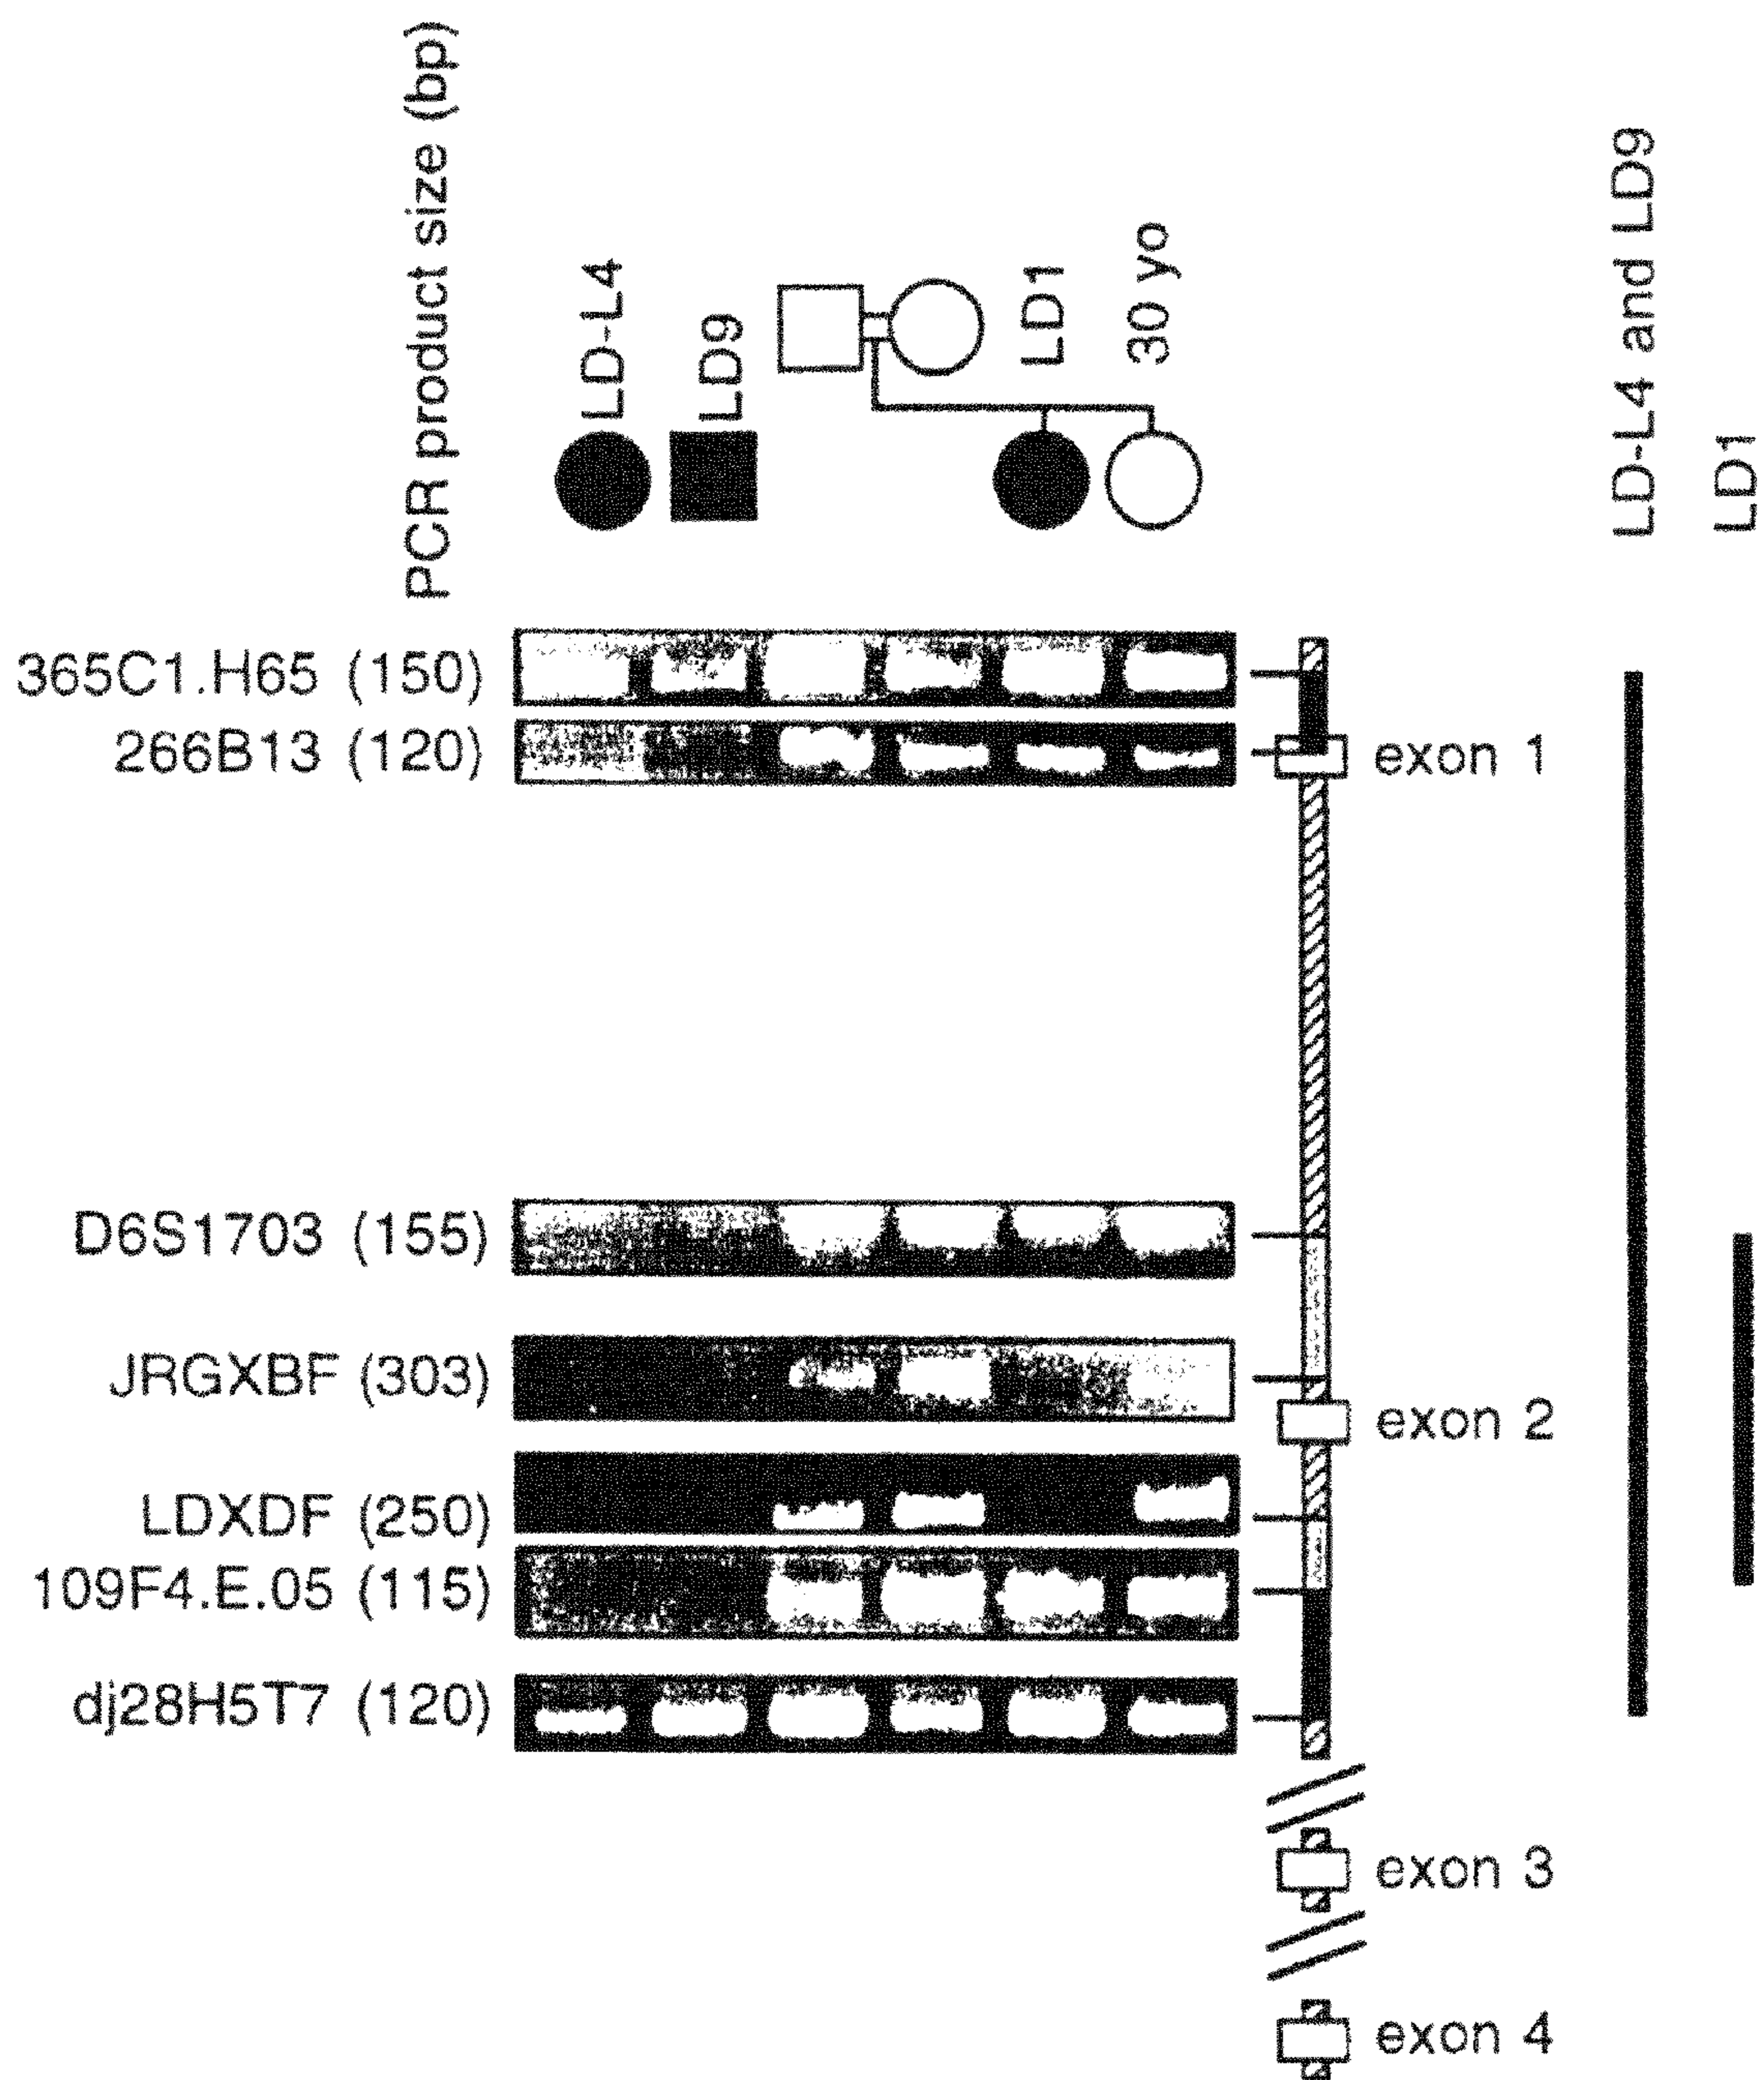 PCR product size (bp)
LD-L4
LD9
LD1
30 yo
LD-L4 and LD9
LD1
365C1.H65 (150)
266B13 (120)
exon 1
D6S1703 (155)
JRGXBF (303)
exon 2
LDXDF (250)
109F4.E.05 (115)
dj28H5T7 (120)
exon 3
exon 4